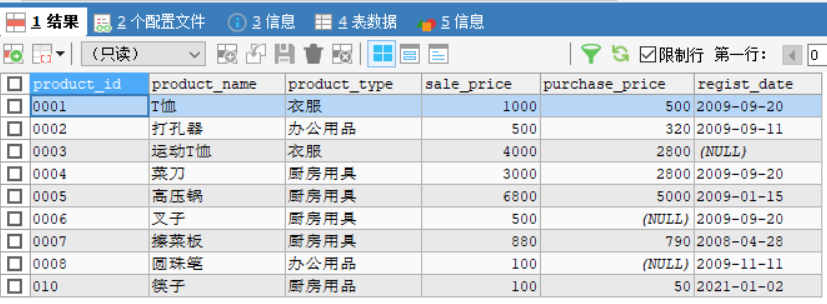 1 结果 2 个配置文件 3 信息 4 表数据 5 信息
(只读) 限制行 第一行： 0
product_id product_name product_type sale_price purchase_price regist_date
0001 T恤 衣服 1000 500 2009-09-20
0002 打孔器 办公用品 500 320 2009-09-11
0003 运动T恤 衣服 4000 2800 (NULL)
0004 菜刀 厨房用具 3000 2800 2009-09-20
0005 高压锅 厨房用具 6800 5000 2009-01-15
0006 叉子 厨房用具 500 (NULL) 2009-09-20
0007 擦菜板 厨房用具 880 790 2008-04-28
0008 圆珠笔 办公用品 100 (NULL) 2009-11-11
010 筷子 厨房用具 100 50 2021-01-02